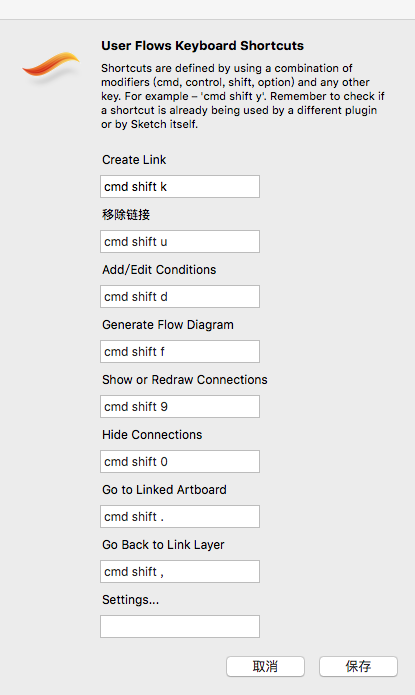 User Flows Keyboard Shortcuts
Shortcuts are defined by using a combination of
modifiers (cmd, control, shift, option) and any other
key. For example – 'cmd shift y'. Remember to check if
a shortcut is already being used by a different plugin
or by Sketch itself.
Create Link
cmd shift k
移除链接
cmd shift u
Add/Edit Conditions
cmd shift d
Generate Flow Diagram
cmd shift f
Show or Redraw Connections
cmd shift 9
Hide Connections
cmd shift 0
Go to Linked Artboard
cmd shift .
Go Back to Link Layer
cmd shift ,
Settings...
取消 保存